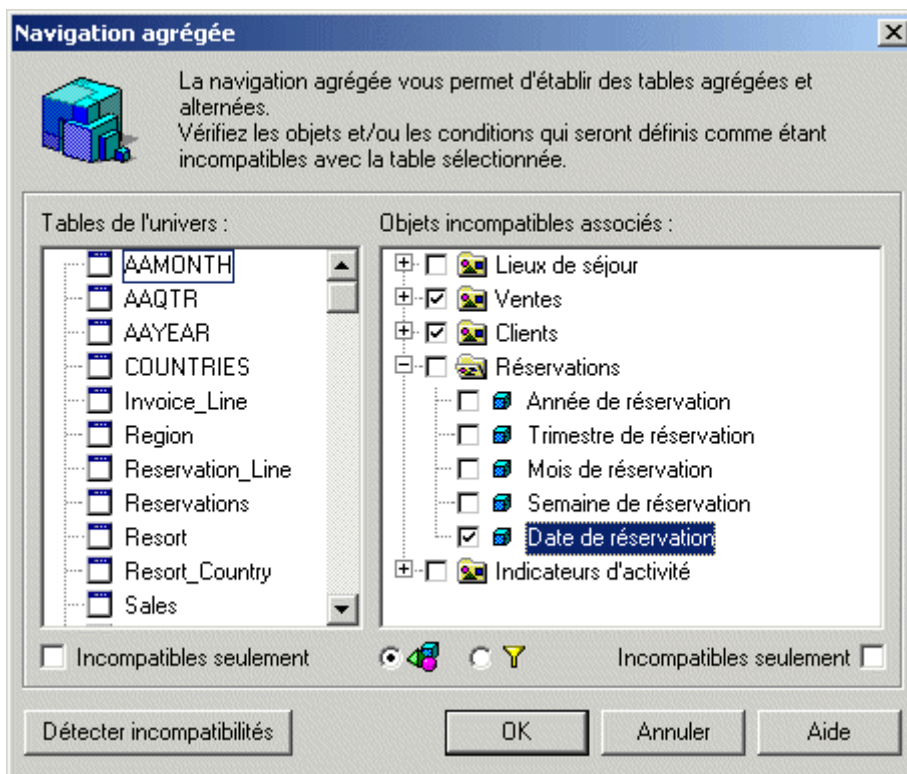 Navigation agrégée
La navigation agrégée vous permet d'établir des tables agrégées et
alternées.
Vérifiez les objets et/ou les conditions qui seront définis comme étant
incompatibles avec la table sélectionnée.
Tables de l'univers :
AAMONTH
AAQTR
AAYEAR
COUNTRIES
Invoice_Line
Region
Reservation_Line
Reservations
Resort
Resort_Country
Sales
Objets incompatibles associés :
Lieux de séjour
Ventes
Clients
Réservations
Année de réservation
Trimestre de réservation
Mois de réservation
Semaine de réservation
Date de réservation
Indicateurs d'activité
Incompatibles seulement
Incompatibles seulement
Détecter incompatibilités
OK
Annuler
Aide